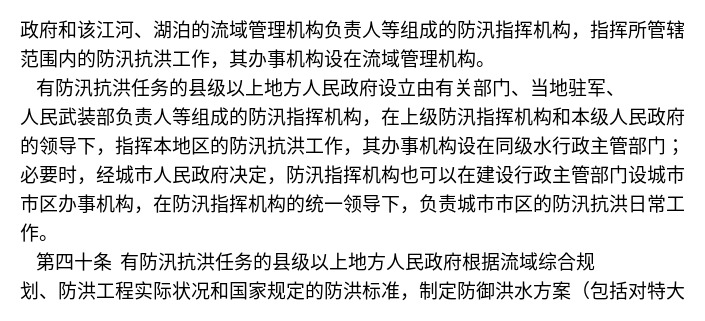 政府和该江河、湖泊的流域管理机构负责人等组成的防汛指挥机构，指挥所管辖
范围内的防汛抗洪工作，其办事机构设在流域管理机构。
有防汛抗洪任务的县级以上地方人民政府设立由有关部门、当地驻军、
人民武装部负责人等组成的防汛指挥机构，在上级防汛指挥机构和本级人民政府
的领导下，指挥本地区的防汛抗洪工作，其办事机构设在同级水行政主管部门；
必要时，经城市人民政府决定，防汛指挥机构也可以在建设行政主管部门设城市
市区办事机构，在防汛指挥机构的统一领导下，负责城市市区的防汛抗洪日常工
作。
第四十条 有防汛抗洪任务的县级以上地方人民政府根据流域综合规
划、防洪工程实际状况和国家规定的防洪标准，制定防御洪水方案（包括对特大